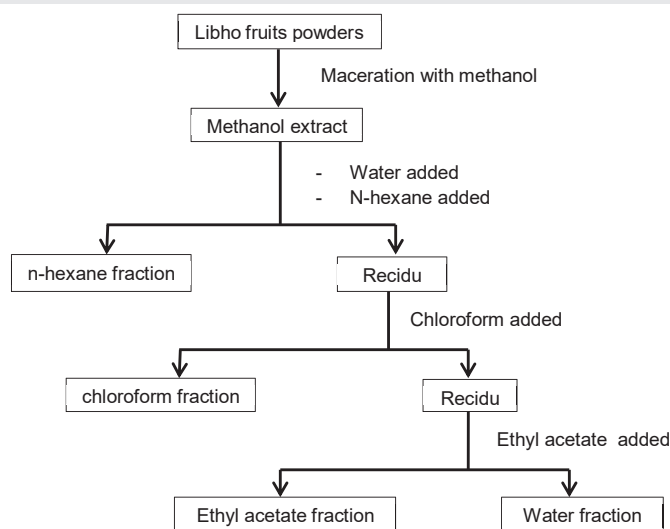 Libho fruits powders
Maceration with methanol
Methanol extract
- Water added
- N-hexane added
n-hexane fraction
Recidu
Chloroform added
chloroform fraction
Recidu
Ethyl acetate added
Ethyl acetate fraction
Water fraction